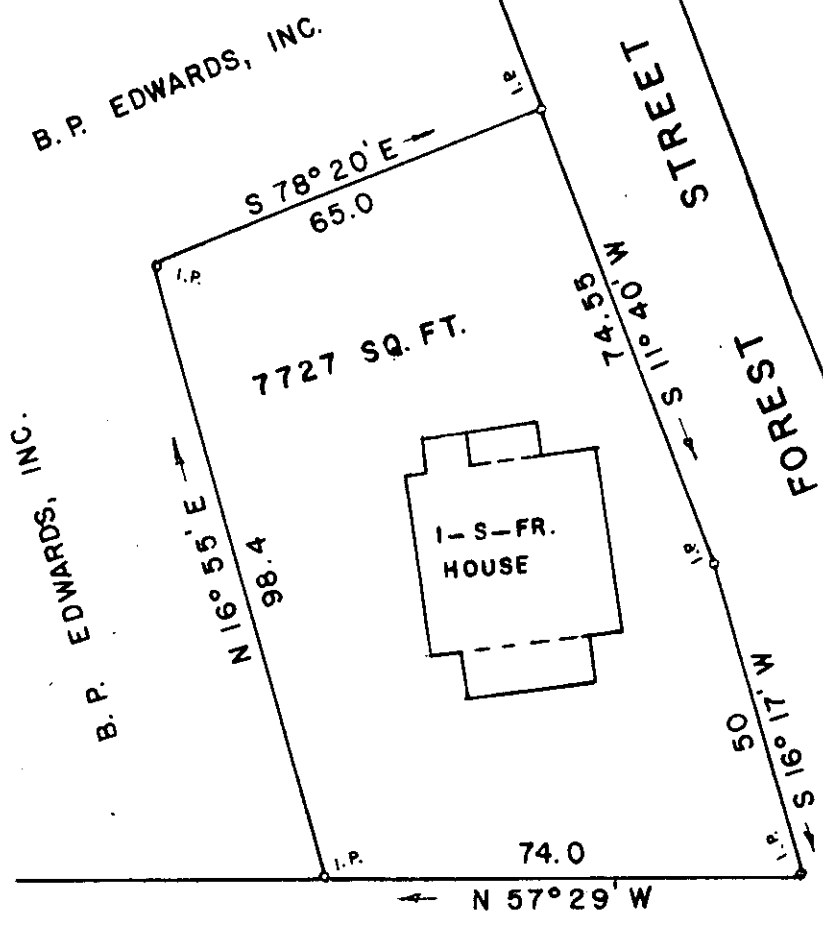 B.P. EDWARDS, INC.
I.P.
STREET
S 78° 20' E
65.0
I.P.
74.55
S 11° 40' W
7727 SQ. FT.
FOREST
B.P. EDWARDS, INC.
N 16° 55' E
98.4
1-S-FR.
HOUSE
I.P.
50
S 16° 17' W
I.P.
74.0
I.P.
N 57° 29' W